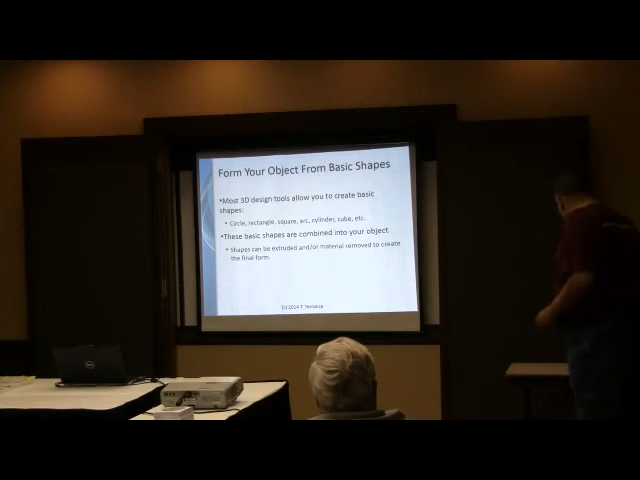 Form Your Object From Basic Shapes
•Most 3D design tools allow you to create basic
shapes:
• Circle, rectangle, square, arc, cylinder, cube, etc.
•These basic shapes are combined into your object
• Shapes can be extruded and/or material removed to create
the final form.
(c) 2014 T. Terrance
DELL